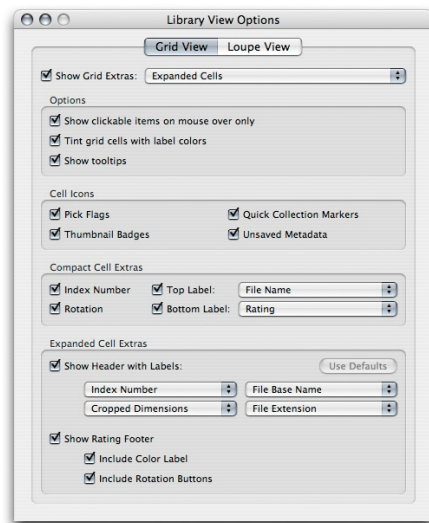 Library View Options
Grid View Loupe View
Show Grid Extras: Expanded Cells
Options
Show clickable items on mouse over only
Tint grid cells with label colors
Show tooltips
Cell Icons
Pick Flags Quick Collection Markers
Thumbnail Badges Unsaved Metadata
Compact Cell Extras
Index Number Top Label: File Name
Rotation Bottom Label: Rating
Expanded Cell Extras
Show Header with Labels: Use Defaults
Index Number File Base Name
Cropped Dimensions File Extension
Show Rating Footer
Include Color Label
Include Rotation Buttons